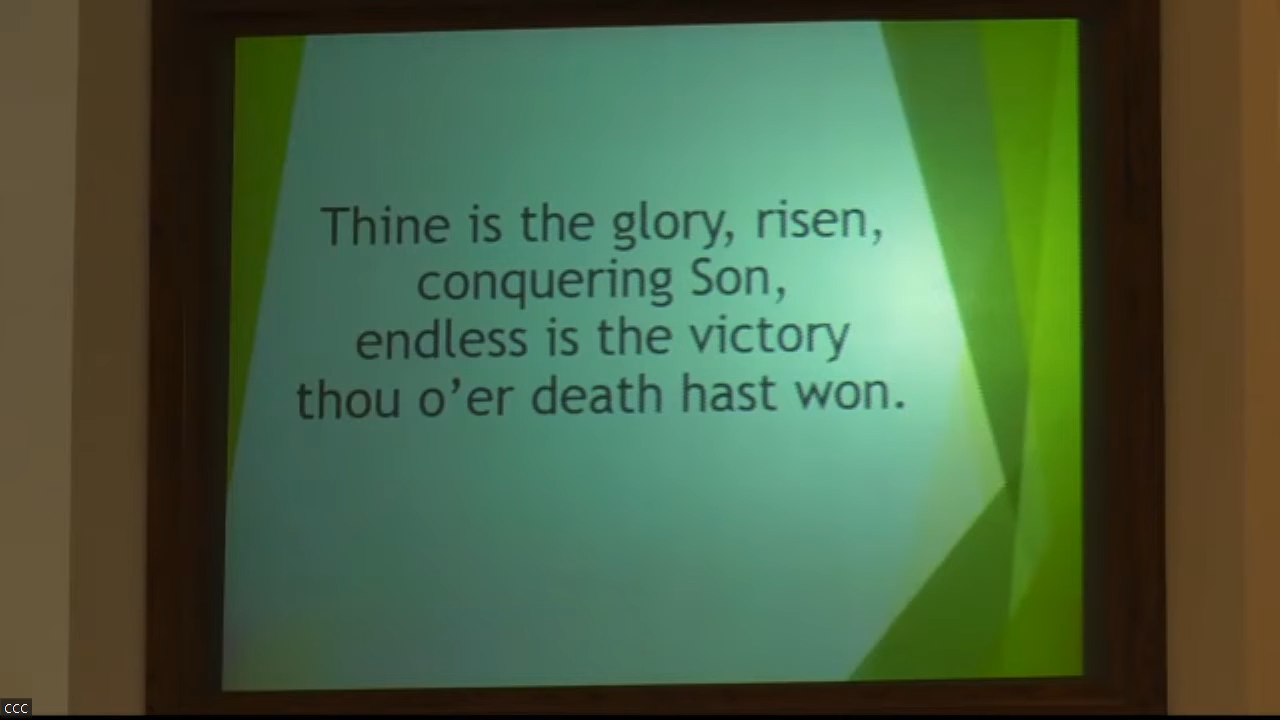 Thine is the glory, risen,
conquering Son,
endless is the victory
thou o’er death hast won.
CCC